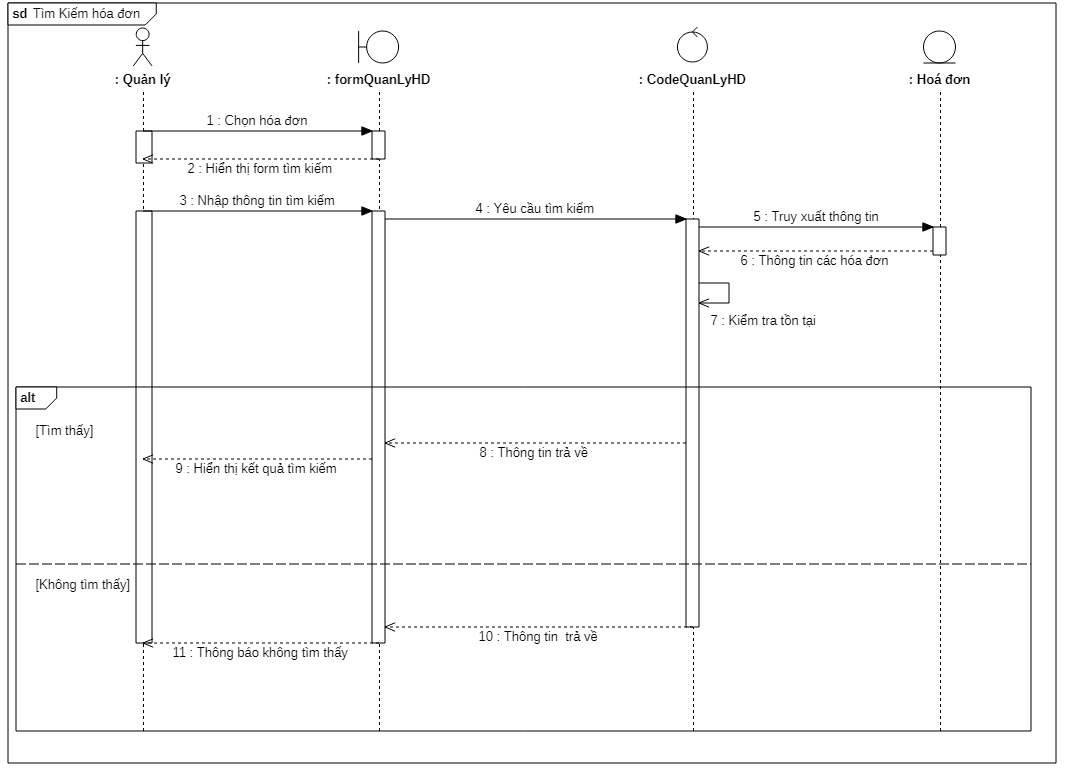 sd Tìm Kiếm hóa đơn
: Quản lý
: formQuanLyHD
: CodeQuanLyHD
: Hoá đơn
1 : Chọn hóa đơn
2 : Hiển thị form tìm kiếm
3 : Nhập thông tin tìm kiếm
4 : Yêu cầu tìm kiếm
5 : Truy xuất thông tin
6 : Thông tin các hóa đơn
7 : Kiểm tra tồn tại
alt
[Tìm thấy]
8 : Thông tin trả về
9 : Hiển thị kết quả tìm kiếm
[Không tìm thấy]
10 : Thông tin  trả về
11 : Thông báo không tìm thấy